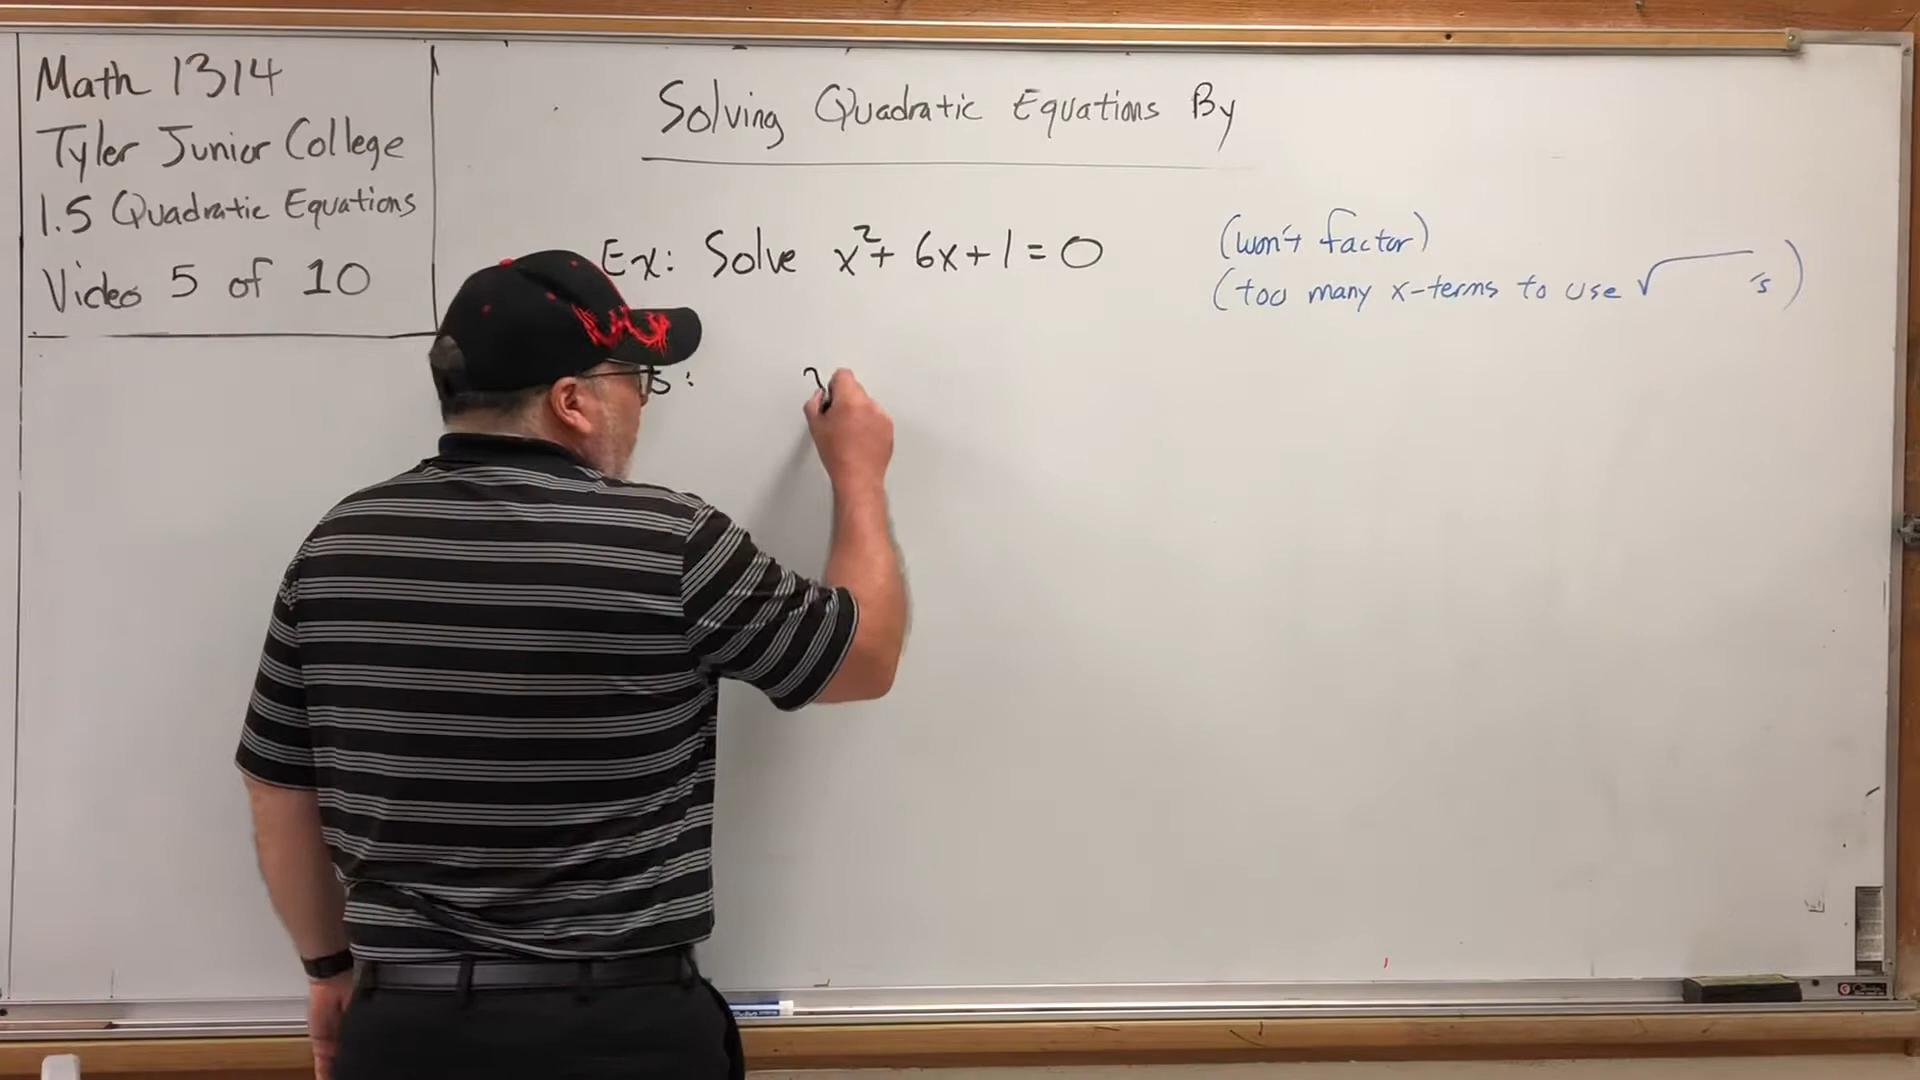 Math 1314
Tyler Junior College
1.5 Quadratic Equations
Video 5 of 10
Solving Quadratic Equations By
Ex: Solve x²+ 6x+1=0
(won't factor)
(too many x-terms to use √ 's)